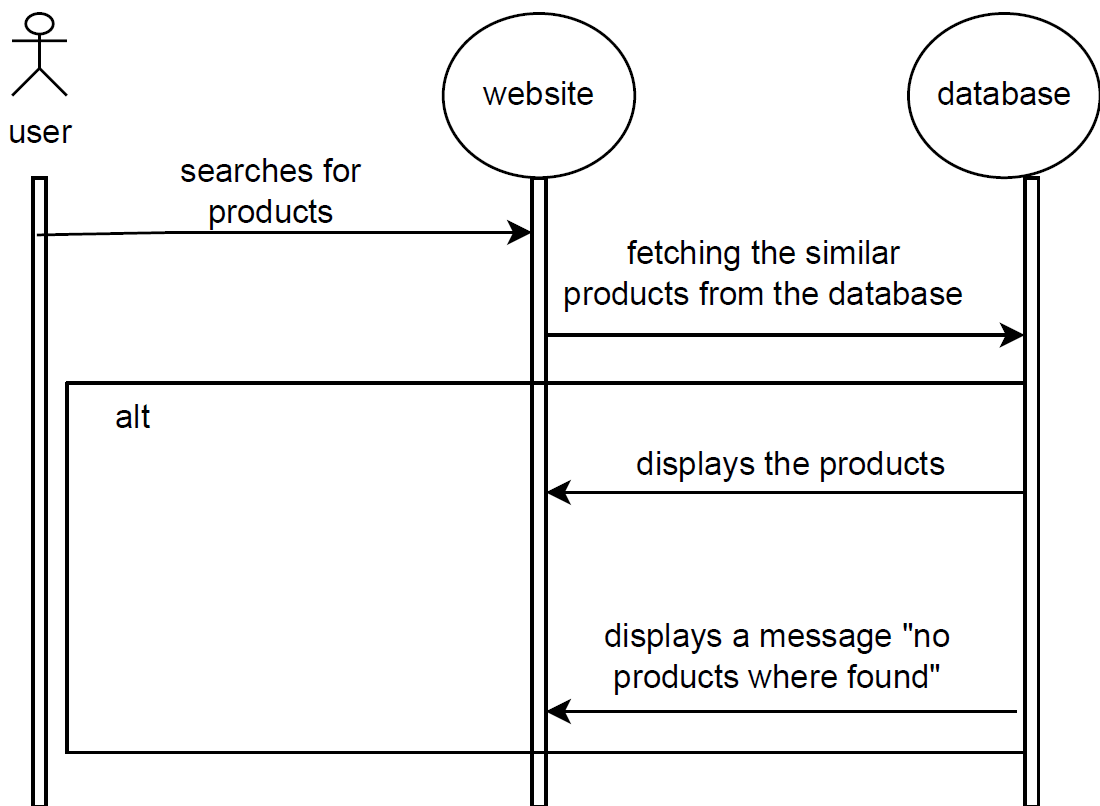 website
database
user
searches for
products
fetching the similar
products from the database
alt
displays the products
displays a message "no
products where found"